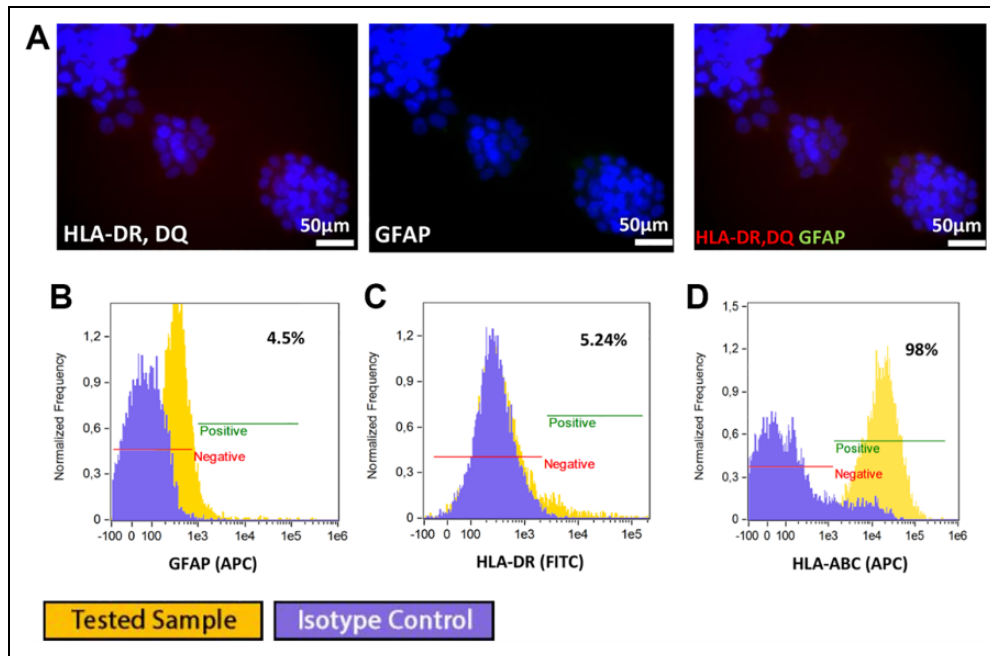 A
HLA-DR, DQ
50µm
GFAP
50µm
HLA-DR,DQ GFAP
50µm
B
Normalized Frequency
1,2
0,9
0,6
0,3
0
4.5%
Positive
Negative
-100 0 100 1e3 1e4 1e5 1e6
GFAP (APC)
C
Normalized Frequency
1,2
0,9
0,6
0,3
0
5.24%
Positive
Negative
-100 0 100 1e3 1e4 1e5
HLA-DR (FITC)
D
Normalized Frequency
1,5
1,2
0,9
0,6
0,3
0
98%
Positive
Negative
-100 0 100 1e3 1e4 1e5 1e6
HLA-ABC (APC)
Tested Sample
Isotype Control